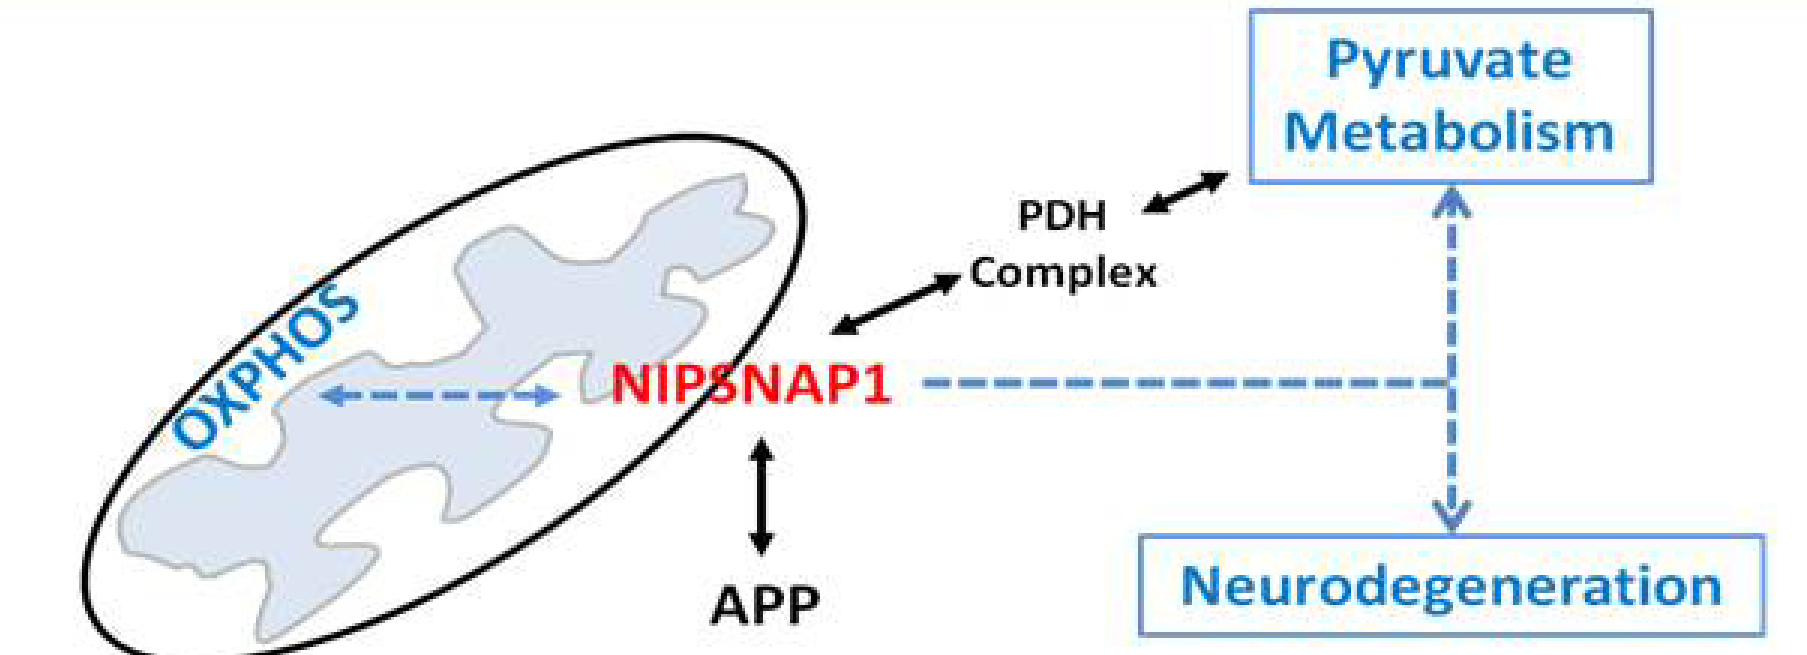 Pyruvate
Metabolism
PDH
Complex
OXPHOS
NIPSNAP1
APP
Neurodegeneration